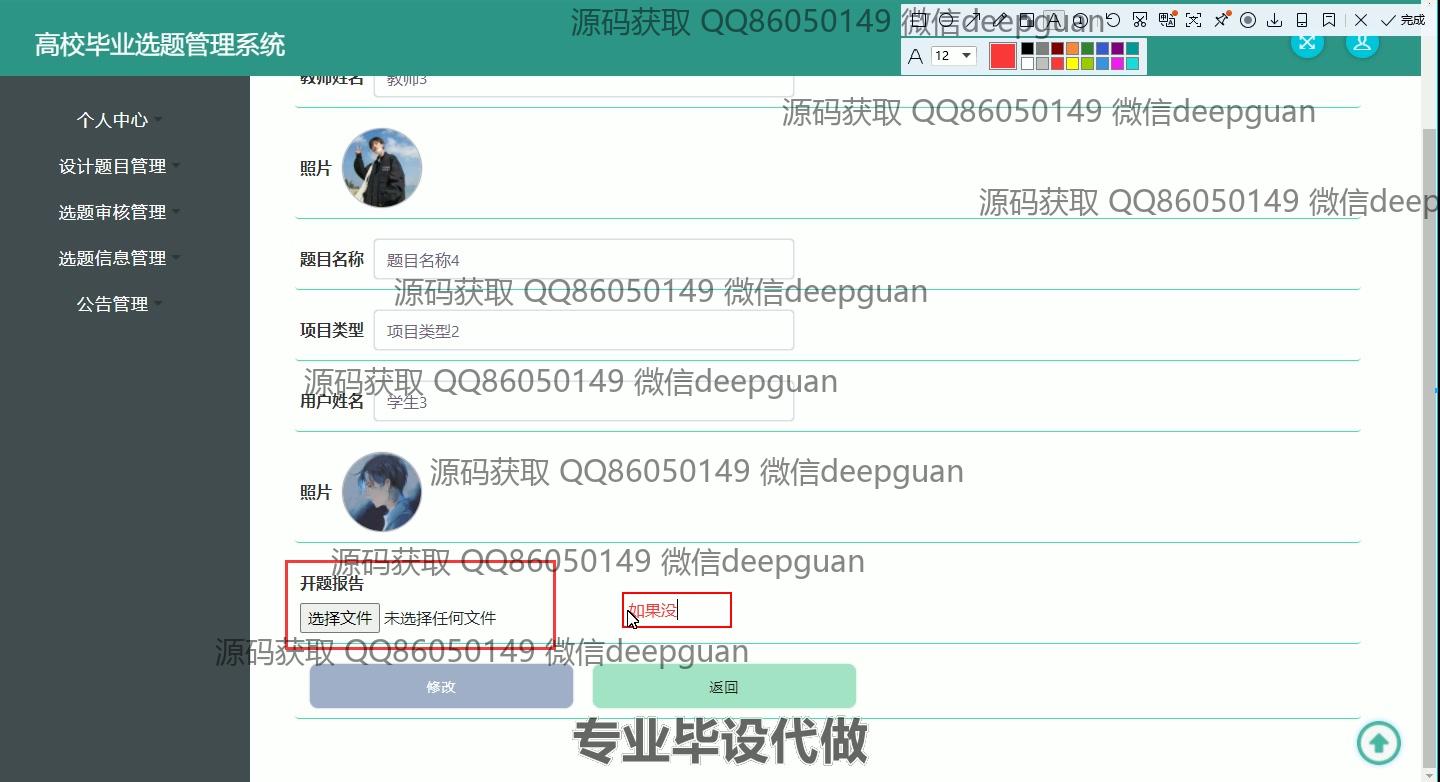 源码获取 QQ86050149 微信deepguan
完成
高校毕业选题管理系统
A 12
教师姓名 教师3
个人中心
源码获取 QQ86050149 微信deepguan
设计题目管理
照片
选题审核管理
源码获取 QQ86050149 微信deep
选题信息管理
题目名称 题目名称4
源码获取 QQ86050149 微信deepguan
公告管理
项目类型 项目类型2
源码获取 QQ86050149 微信deepguan
用户姓名 学生3
源码获取 QQ86050149 微信deepguan
照片
源码获取 QQ86050149 微信deepguan
开题报告
选择文件 未选择任何文件
如果没
源码获取 QQ86050149 微信deepguan
修改 返回
专业毕设代做